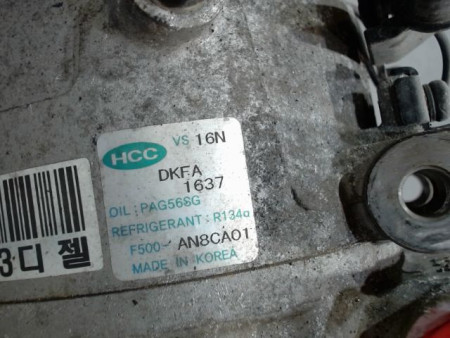 HCC VS 16N
DKFA
1637
OIL : PAG56SG
REFRIGERANT : R134a
F500- AN8CA01
MADE IN KOREA
3디젤